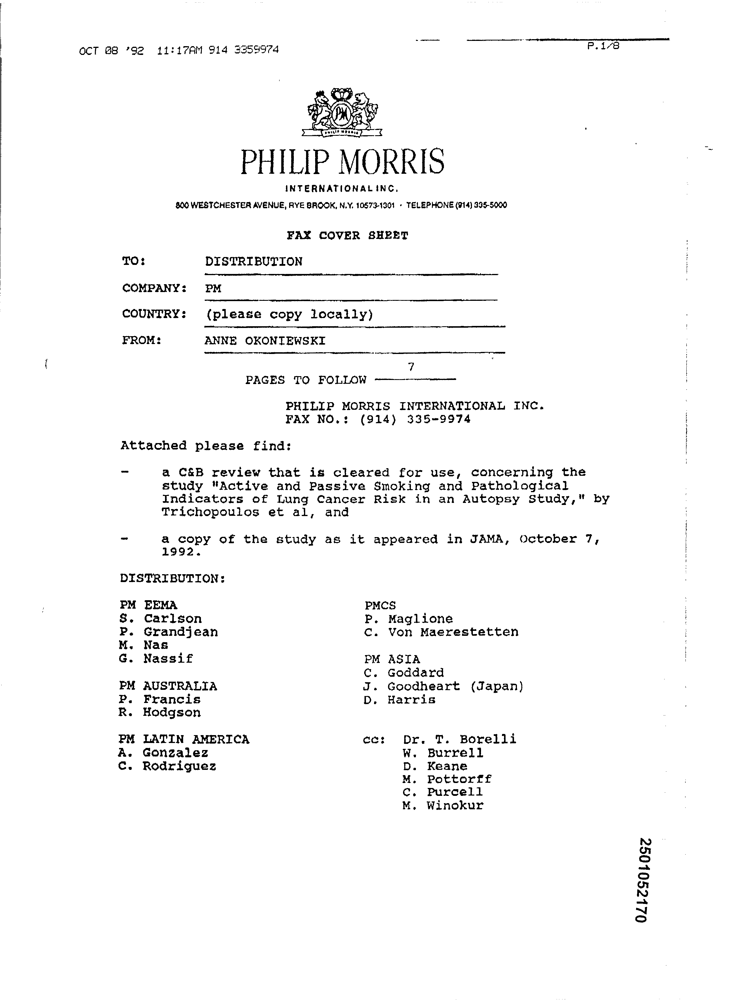 OCT 08 '92 11:17AM 914 3359974 P.1/8
PM
PHILIP MORRIS
PHILIP MORRIS
INTERNATIONAL INC.
800 WESTCHESTER AVENUE, RYE BROOK, N.Y. 10573-1301 · TELEPHONE (914) 335-5000
FAX COVER SHEET
TO: DISTRIBUTION
COMPANY: PM
COUNTRY: (please copy locally)
FROM: ANNE OKONIEWSKI
PAGES TO FOLLOW 7
PHILIP MORRIS INTERNATIONAL INC.
FAX NO.: (914) 335-9974
Attached please find:
- a C&B review that is cleared for use, concerning the
study "Active and Passive Smoking and Pathological
Indicators of Lung Cancer Risk in an Autopsy Study," by
Trichopoulos et al, and
- a copy of the study as it appeared in JAMA, October 7,
1992.
DISTRIBUTION:
PM EEMA
S. Carlson
P. Grandjean
M. Nas
G. Nassif
PM AUSTRALIA
P. Francis
R. Hodgson
PM LATIN AMERICA
A. Gonzalez
C. Rodriguez
PMCS
P. Maglione
C. Von Maerestetten
PM ASIA
C. Goddard
J. Goodheart (Japan)
D. Harris
cc: Dr. T. Borelli
W. Burrell
D. Keane
M. Pottorff
C. Purcell
M. Winokur
2501052170